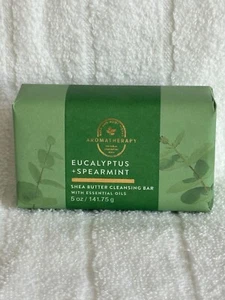 AROMATHERAPY
EUCALYPTUS
+SPEARMINT
SHEA BUTTER CLEANSING BAR
WITH ESSENTIAL OILS
5 oz / 141.75 g